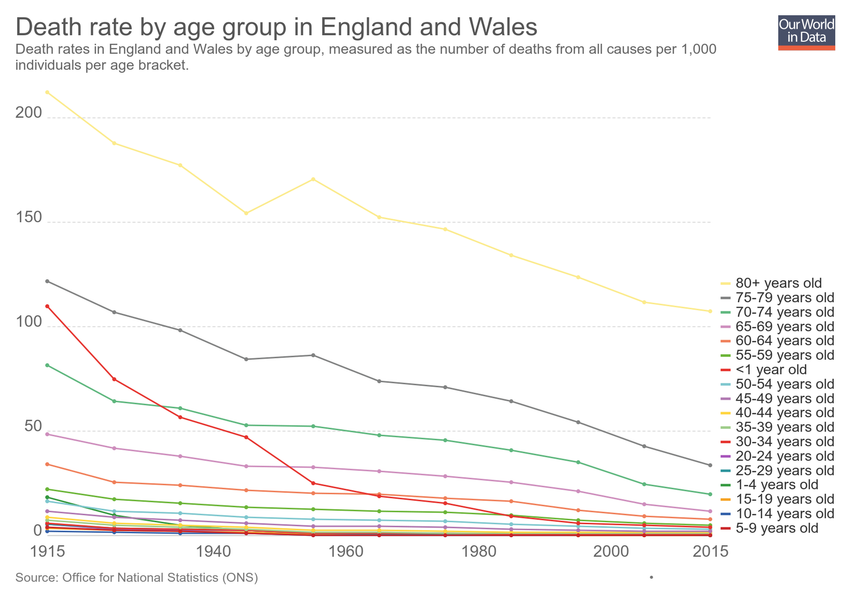 Death rate by age group in England and Wales
Death rates in England and Wales by age group, measured as the number of deaths from all causes per 1,000
individuals per age bracket.
Our World
in Data
200
150
100
50
0
1915
1940
1960
1980
2000
2015
80+ years old
75-79 years old
70-74 years old
65-69 years old
60-64 years old
55-59 years old
<1 year old
50-54 years old
45-49 years old
40-44 years old
35-39 years old
30-34 years old
20-24 years old
25-29 years old
1-4 years old
15-19 years old
10-14 years old
5-9 years old
Source: Office for National Statistics (ONS)